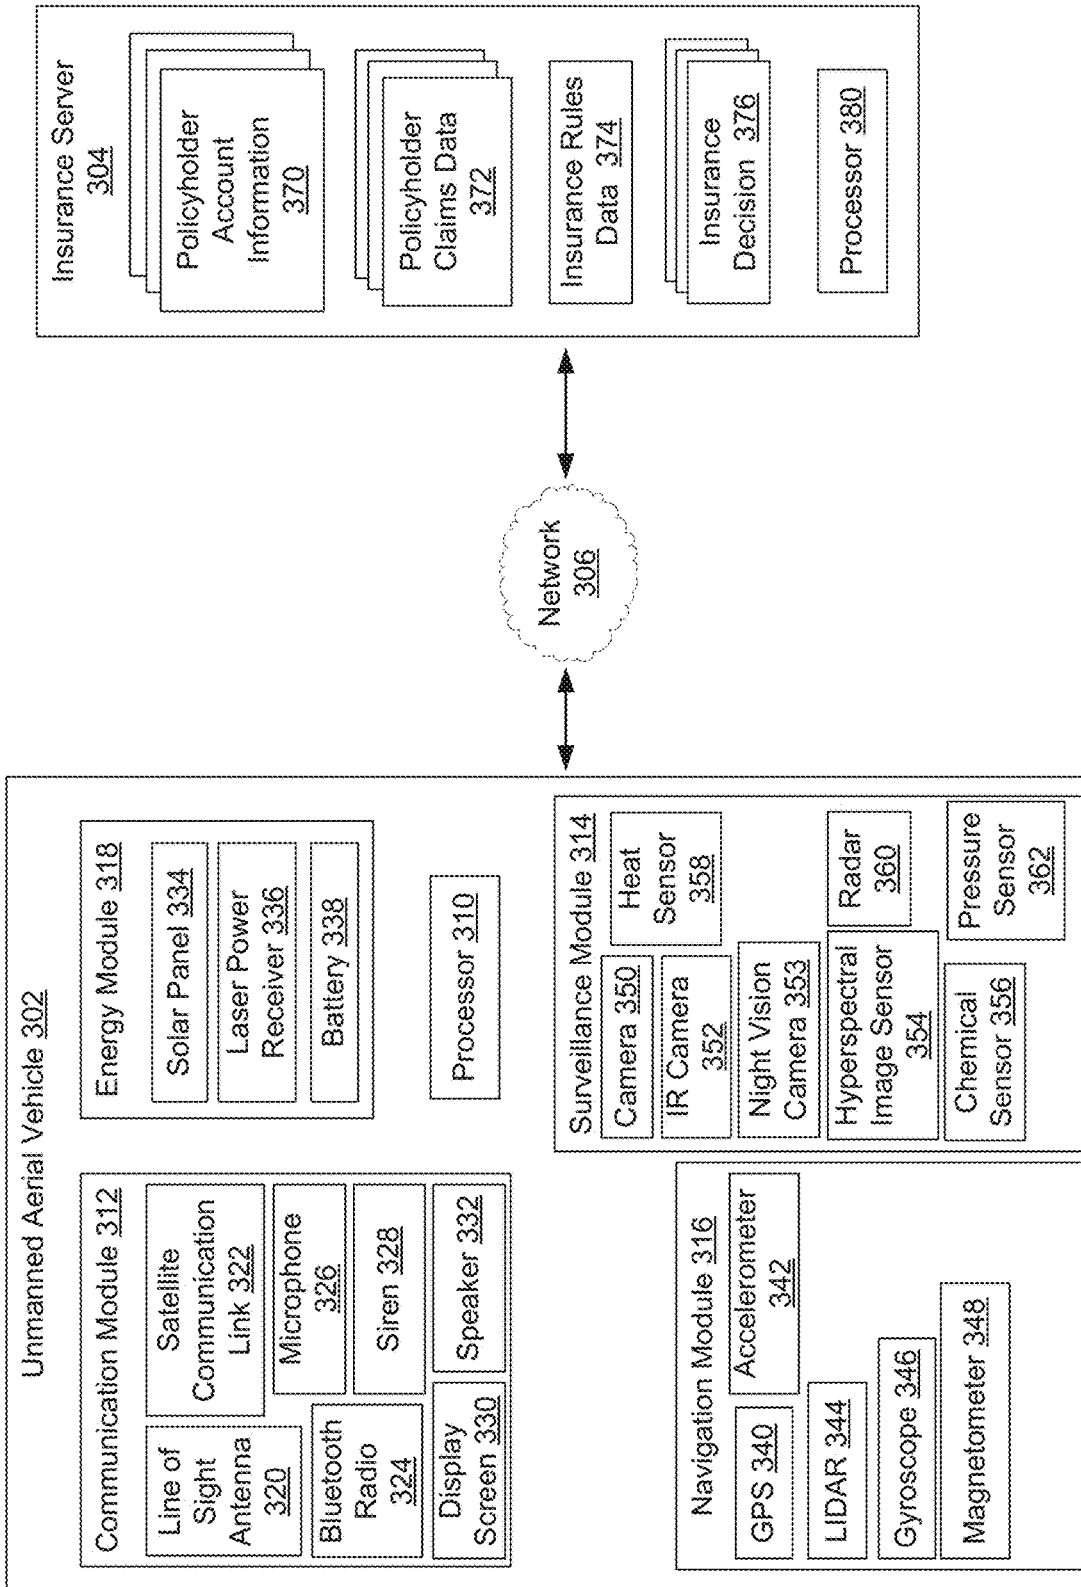 Unmanned Aerial Vehicle 302
Communication Module 312
Line of
Sight
Antenna
320
Satellite
Communication
Link 322
Bluetooth
Radio
324
Microphone
326
Siren 328
Display
Screen 330
Speaker 332
Energy Module 318
Solar Panel 334
Laser Power
Receiver 336
Battery 338
Processor 310
Navigation Module 316
GPS 340
Accelerometer
342
LIDAR 344
Gyroscope 346
Magnetometer 348
Surveillance Module 314
Camera 350
Heat
Sensor
358
IR Camera
352
Night Vision
Camera 353
Hyperspectral
Image Sensor
354
Radar
360
Chemical
Sensor 356
Pressure
Sensor
362
Network
306
Insurance Server
304
Policyholder
Account
Information
370
Policyholder
Claims Data
372
Insurance Rules
Data 374
Insurance
Decision 376
Processor 380